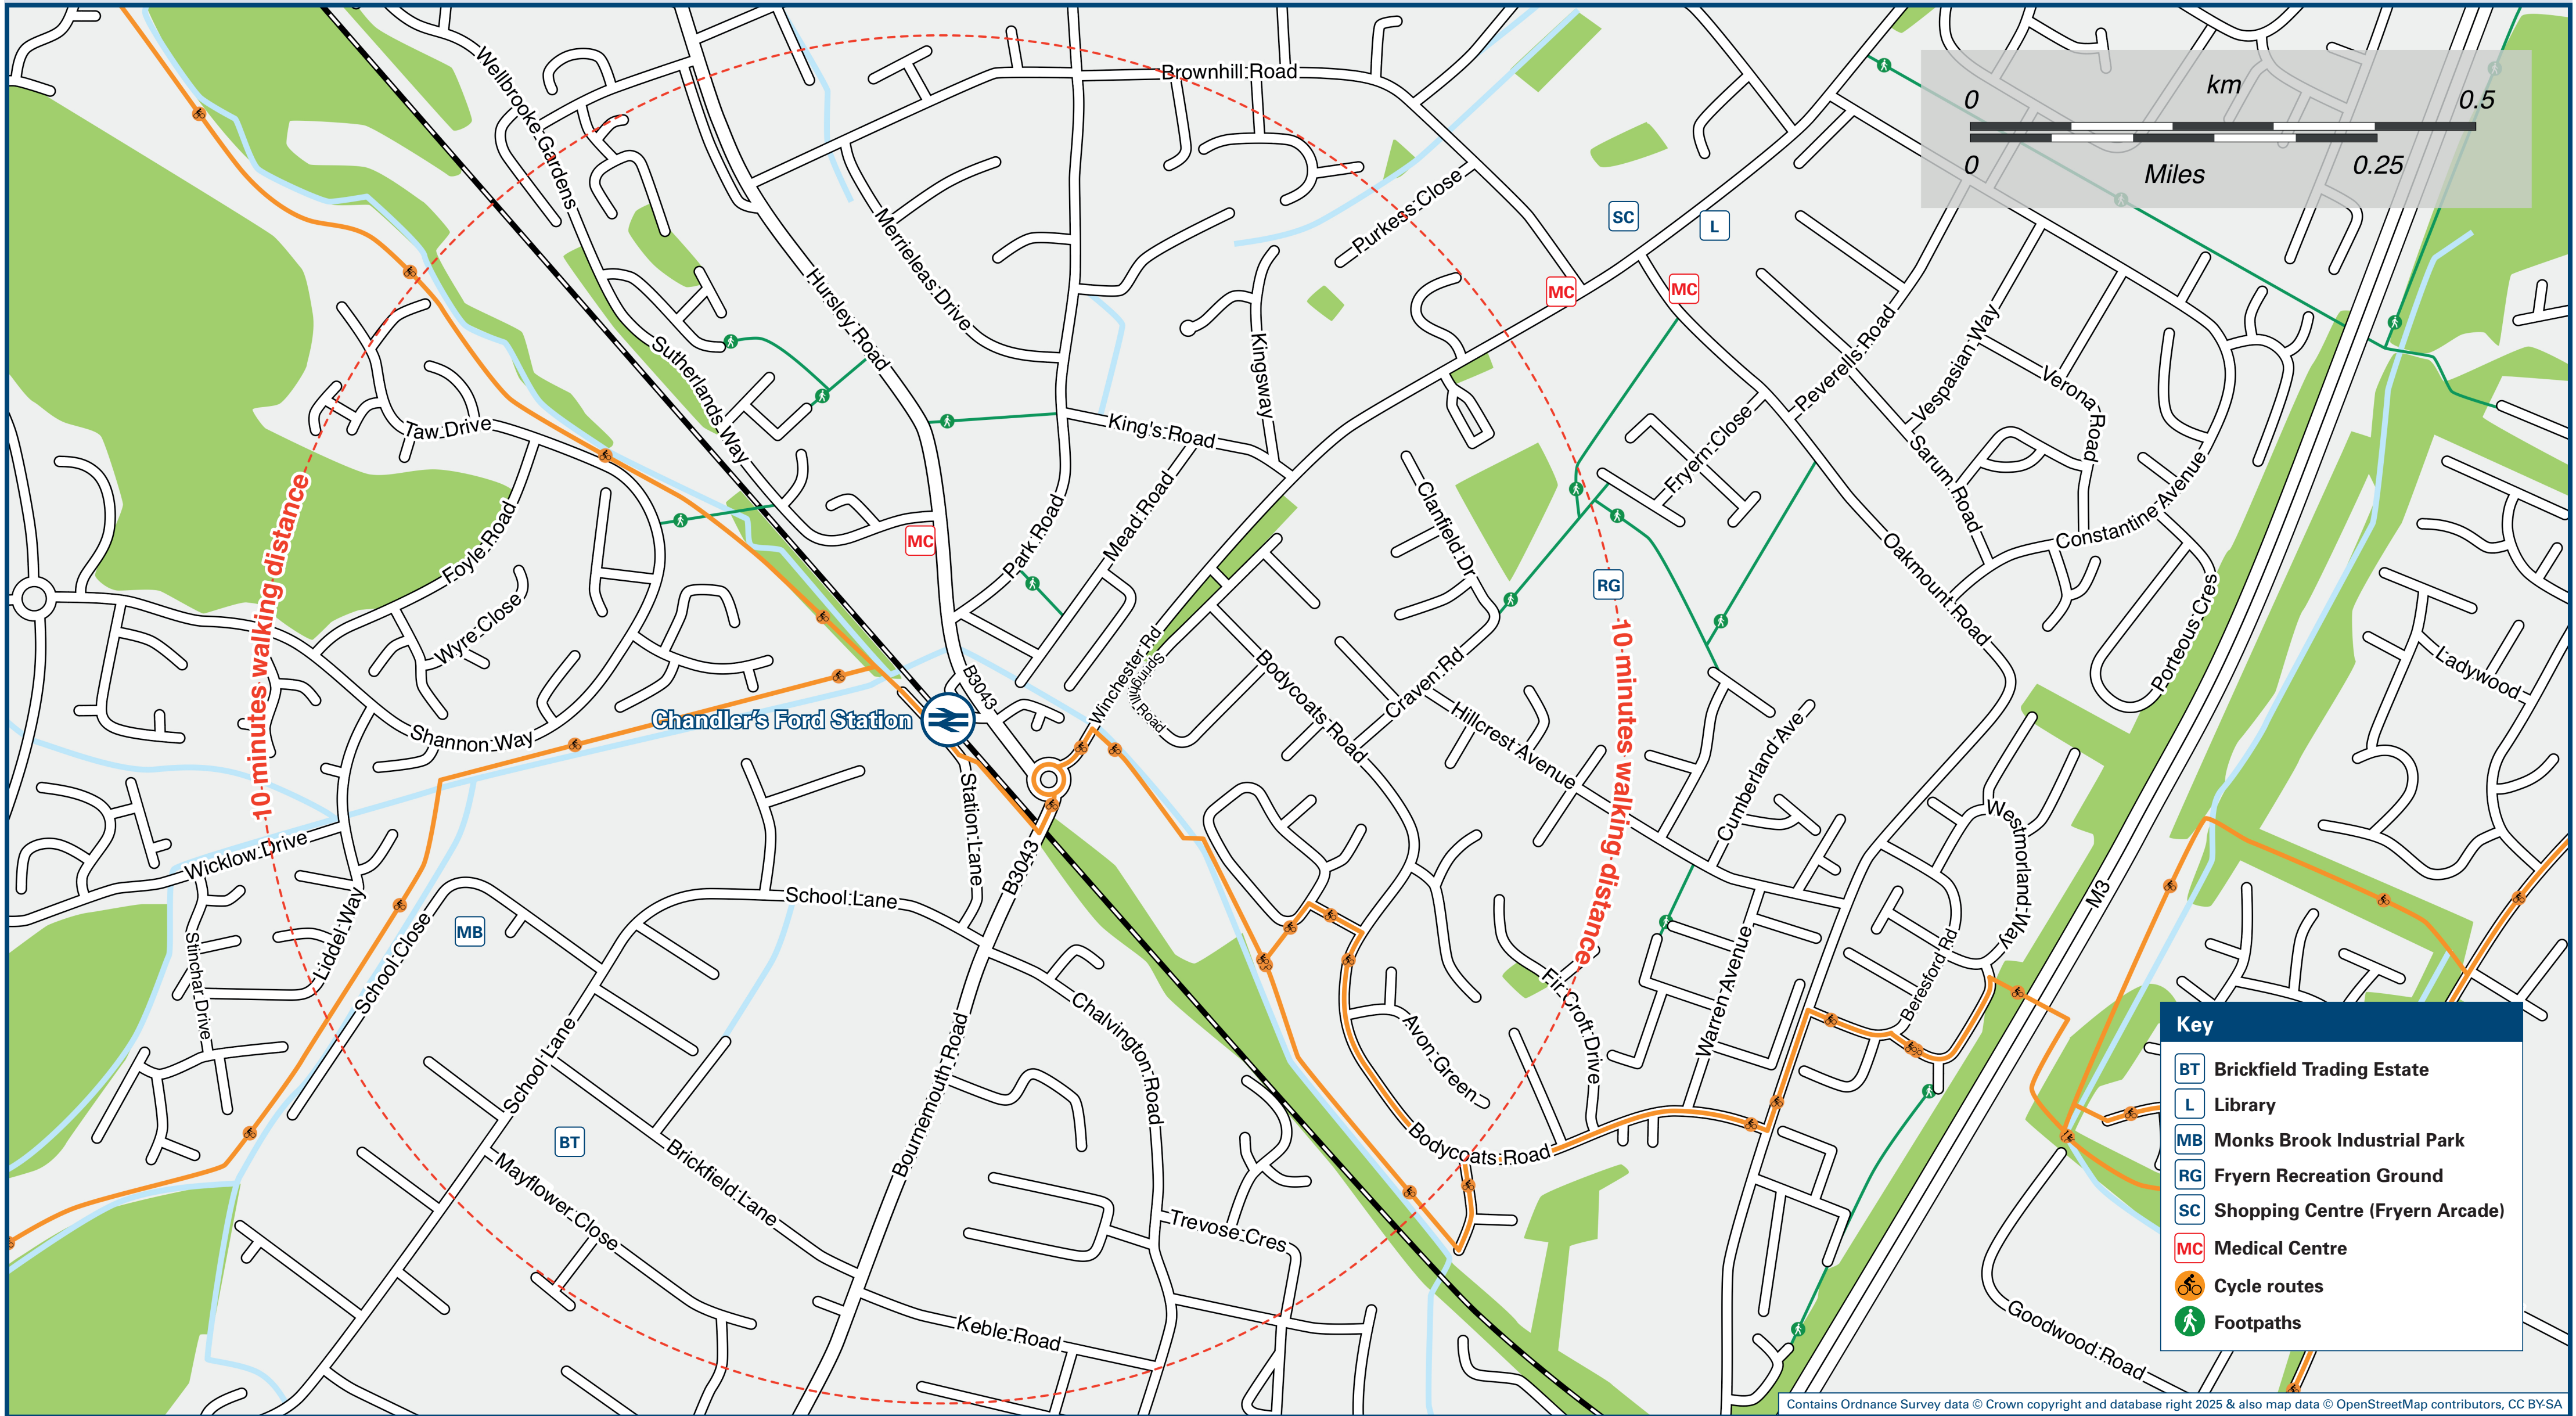 Wellbrooke Gardens
Brownhill Road
km
0
0.5
0
0.25
Miles
Purkess Close
SC
L
Merrieleas Drive
Hursley Road
MC
MC
Kingsway
Peverells Road
Vespasian Way
Verona Road
Sutherlands Way
Taw Drive
King's Road
Fryern Close
Sarum Road
Mead Road
Clanfield Dr
Constantine Avenue
10 minutes walking distance
Foyle Road
MC
Park Road
Oakmount Road
RG
Wyre Close
Porteous Cres
Winchester Rd
Springhill Road
Bodycoats Road
Craven Rd
10 minutes walking distance
Ladywood
B3043
Chandler's Ford Station
Shannon Way
Hillcrest Avenue
Cumberland Ave
Station Lane
Westmorland Way
Wicklow Drive
B3043
M3
School Lane
Liddel Way
School Close
MB
Stinchar Drive
Warren Avenue
Beresford Rd
Fir Croft Drive
Chalvington Road
Avon Green
School Lane
Bournemouth Road
BT
Bodycoats Road
Brickfield Lane
Mayflower Close
Trevose Cres
Keble Road
Goodwood Road
Key
BT Brickfield Trading Estate
L Library
MB Monks Brook Industrial Park
RG Fryern Recreation Ground
SC Shopping Centre (Fryern Arcade)
MC Medical Centre
Cycle routes
Footpaths
Contains Ordnance Survey data © Crown copyright and database right 2025 & also map data © OpenStreetMap contributors, CC BY-SA